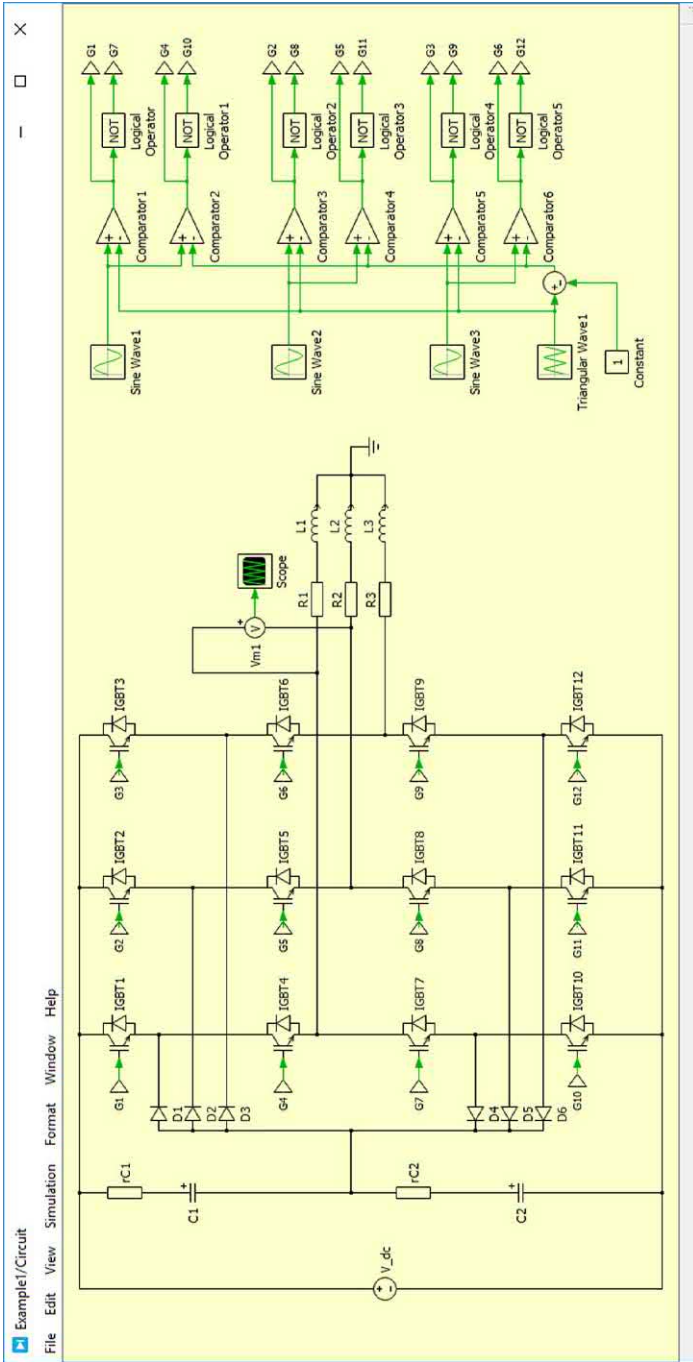 Example1/Circuit
File Edit View Simulation Format Window Help
V_dc
+
-
rC1
+
C1
rC2
+
C2
D1
D2
D3
D4
D5
D6
G1
IGBT1
G2
IGBT2
G3
IGBT3
G4
IGBT4
G5
IGBT5
G6
IGBT6
G7
IGBT7
G8
IGBT8
G9
IGBT9
G10
IGBT10
G11
IGBT11
G12
IGBT12
Vm1
+
V
Scope
R1
L1
R2
L2
R3
L3
Sine Wave1
+
-
Comparator1
NOT
Logical
Operator
G1
G7
+
-
Comparator2
NOT
Logical
Operator1
G4
G10
Sine Wave2
+
-
Comparator3
NOT
Logical
Operator2
G2
G8
+
-
Comparator4
NOT
Logical
Operator3
G5
G11
Sine Wave3
+
-
Comparator5
NOT
Logical
Operator4
G3
G9
+
-
Comparator6
NOT
Logical
Operator5
G6
G12
Triangular Wave1
+
-
1
Constant